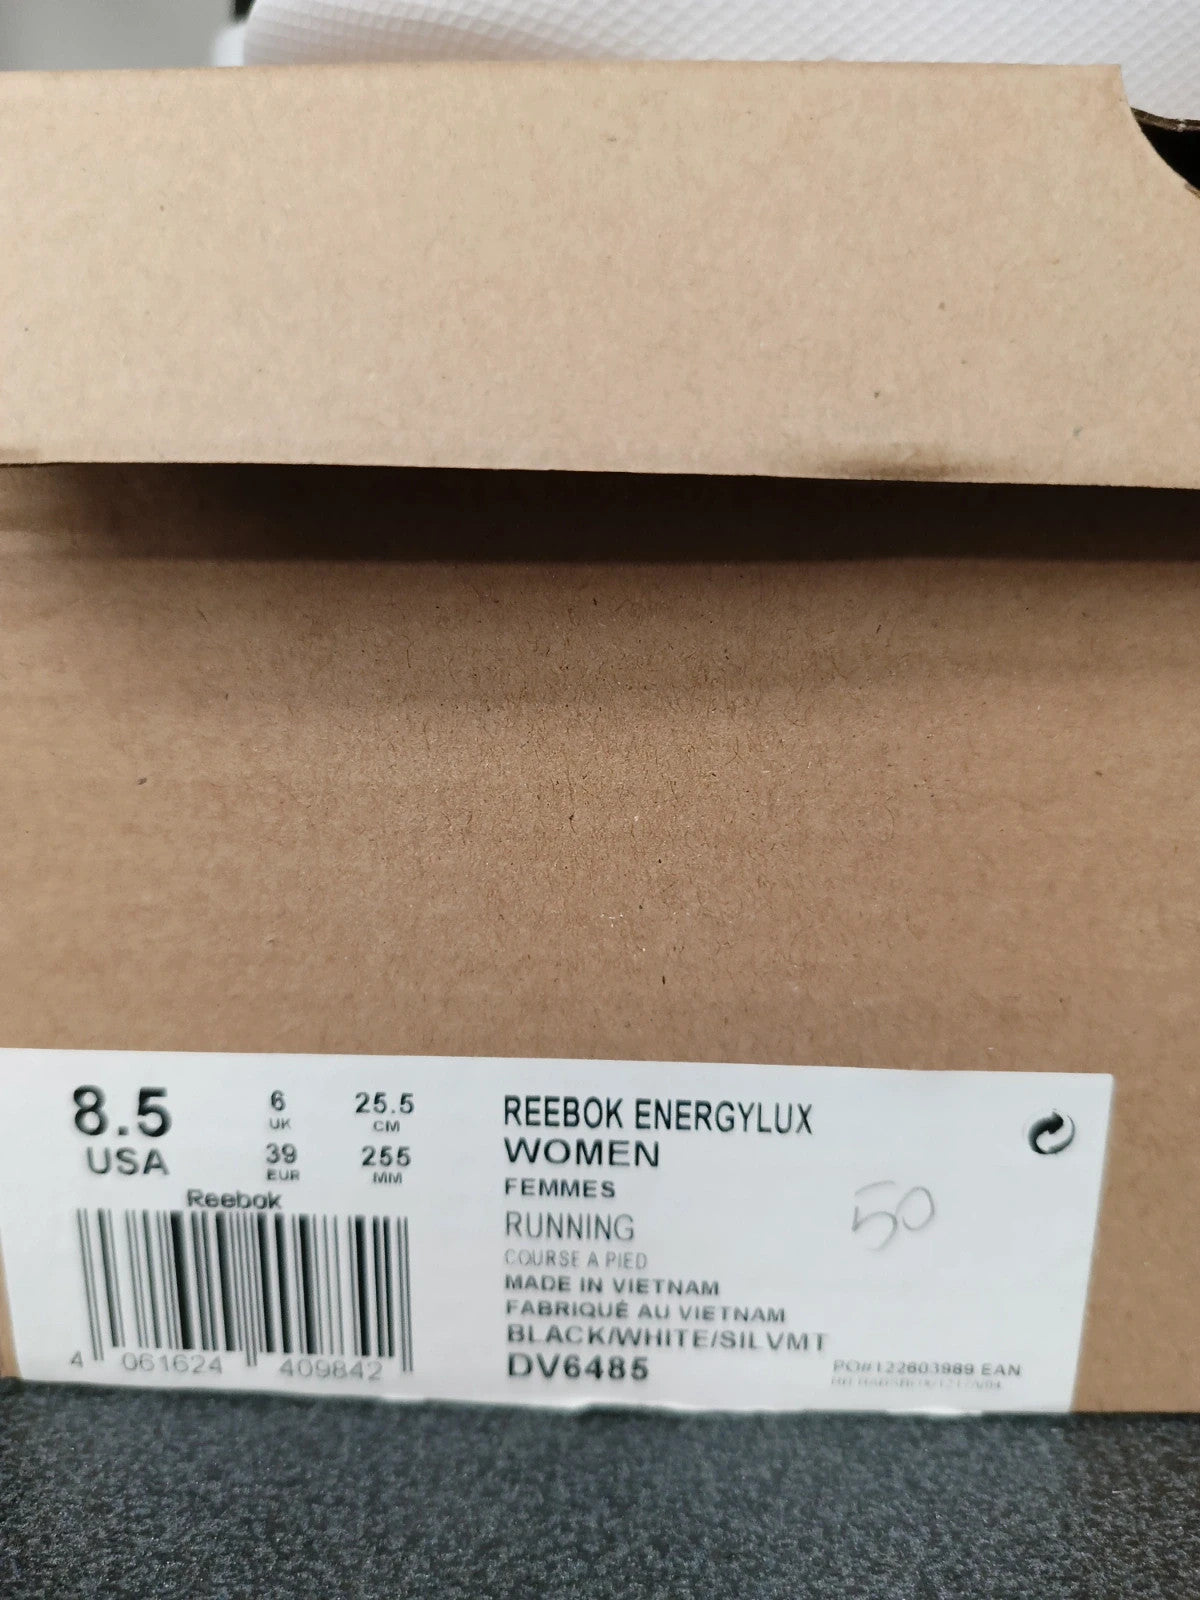 8.5
USA
6
UK
39
EUR
25.5
CM
255
MM
Reebok
4 061624 409842
REEBOK ENERGYLUX
WOMEN
FEMMES
RUNNING
COURSE A PIED
MADE IN VIETNAM
FABRIQUÉ AU VIETNAM
BLACK/WHITE/SILVMT
DV6485
50
PO#122603989 EAN